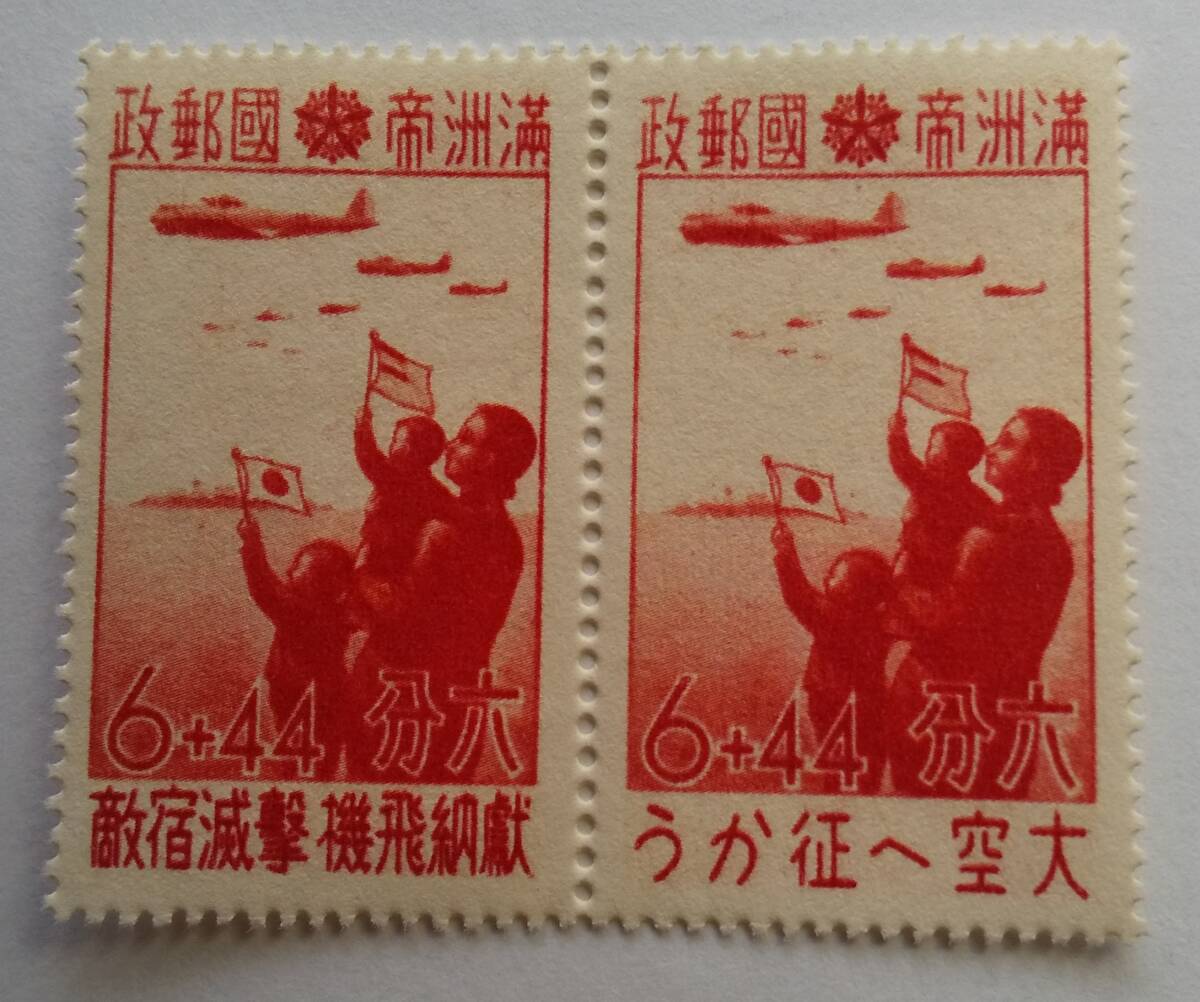 滿洲帝國郵政
6+44 六分
獻納飛機擊滅宿敵
滿洲帝國郵政
6+44 六分
大空へ征かう